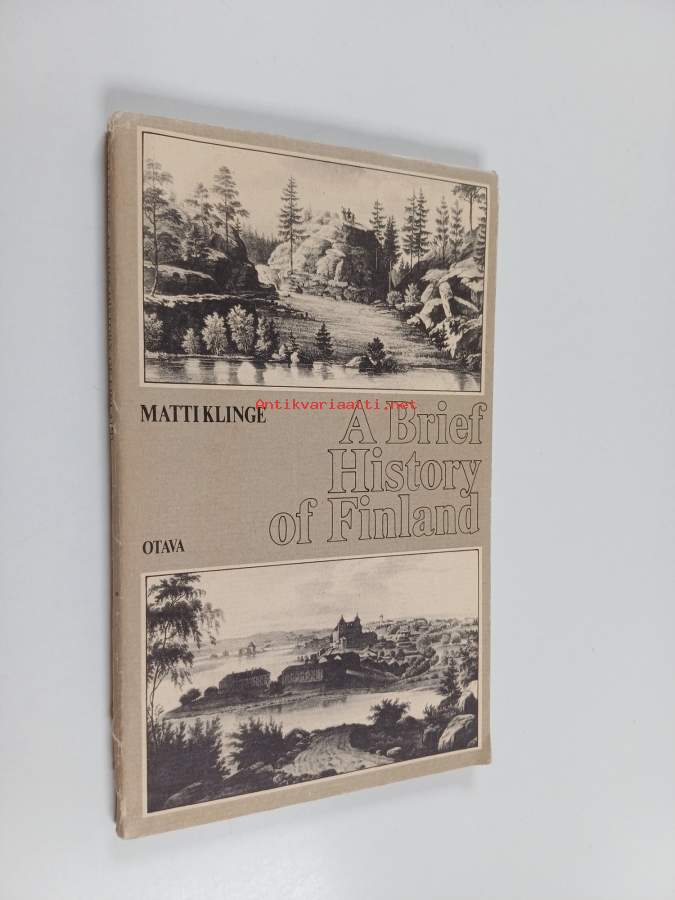 MATTI KLINGE
Antikvariaatti.net
A Brief
History
of Finland
OTAVA